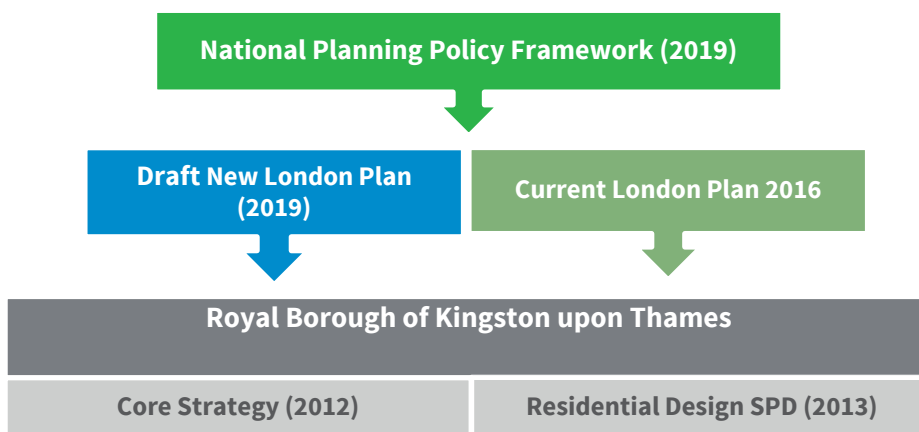 National Planning Policy Framework (2019)
Draft New London Plan
(2019)
Current London Plan 2016
Royal Borough of Kingston upon Thames
Core Strategy (2012)
Residential Design SPD (2013)